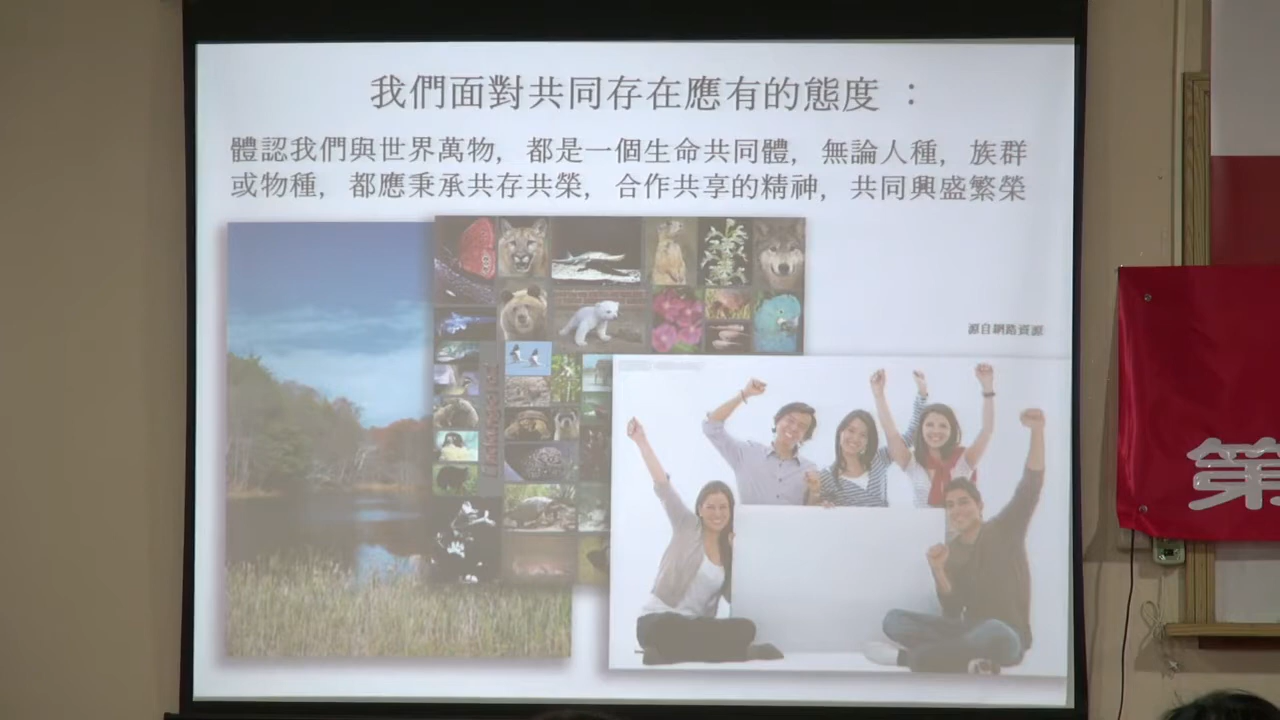 我們面對共同存在應有的態度 ：
體認我們與世界萬物, 都是一個生命共同體, 無論人種, 族群
或物種, 都應秉承共存共榮, 合作共享的精神, 共同興盛繁榮
源自網路資源
第